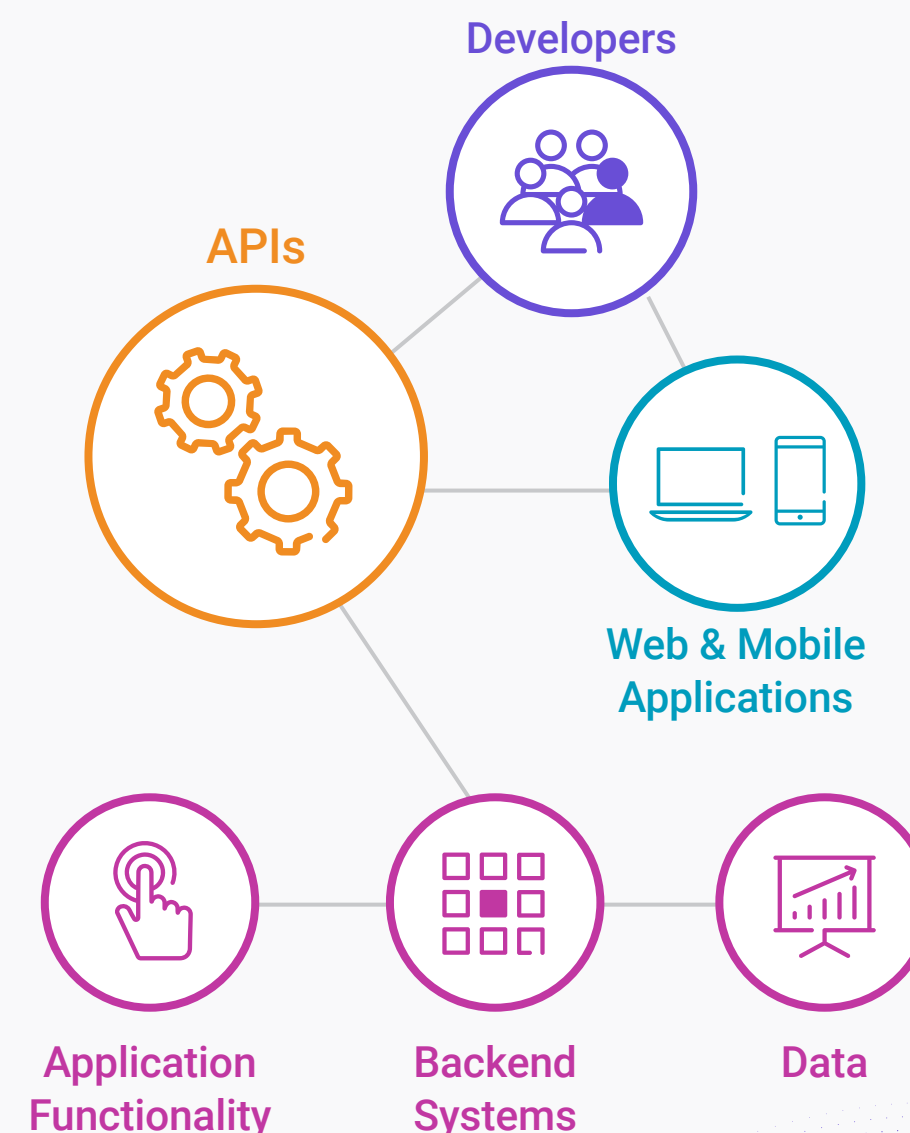 Developers
APIs
Web & Mobile
Applications
Application
Functionality
Backend
Systems
Data